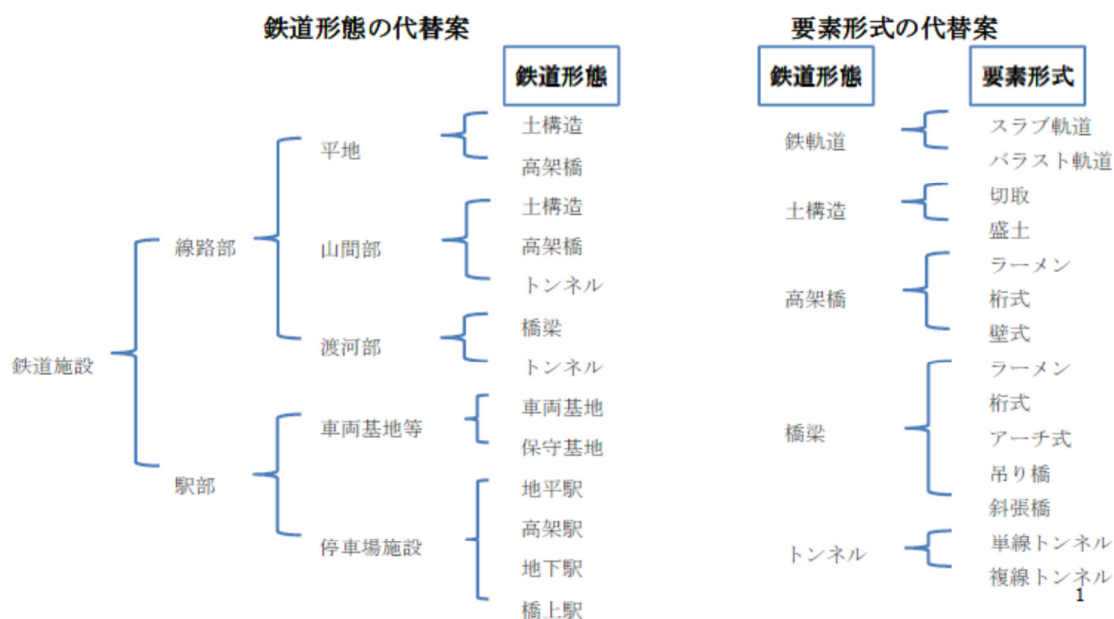 鉄道形態の代替案
鉄道形態
鉄道施設
線路部
平地
土構造
高架橋
山間部
土構造
高架橋
トンネル
渡河部
橋梁
トンネル
駅部
車両基地等
車両基地
保守基地
停車場施設
地平駅
高架駅
地下駅
橋上駅
要素形式の代替案
鉄道形態
要素形式
鉄軌道
スラブ軌道
バラスト軌道
土構造
切取
盛土
高架橋
ラーメン
桁式
壁式
橋梁
ラーメン
桁式
アーチ式
吊り橋
斜張橋
トンネル
単線トンネル
複線トンネル
1